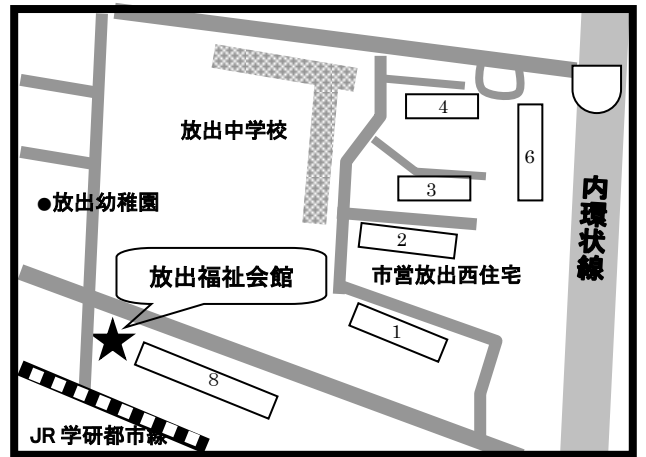 4
放出中学校
6
内環状線
3
●放出幼稚園
2
放出福祉会館
市営放出西住宅
1
8
JR 学研都市線